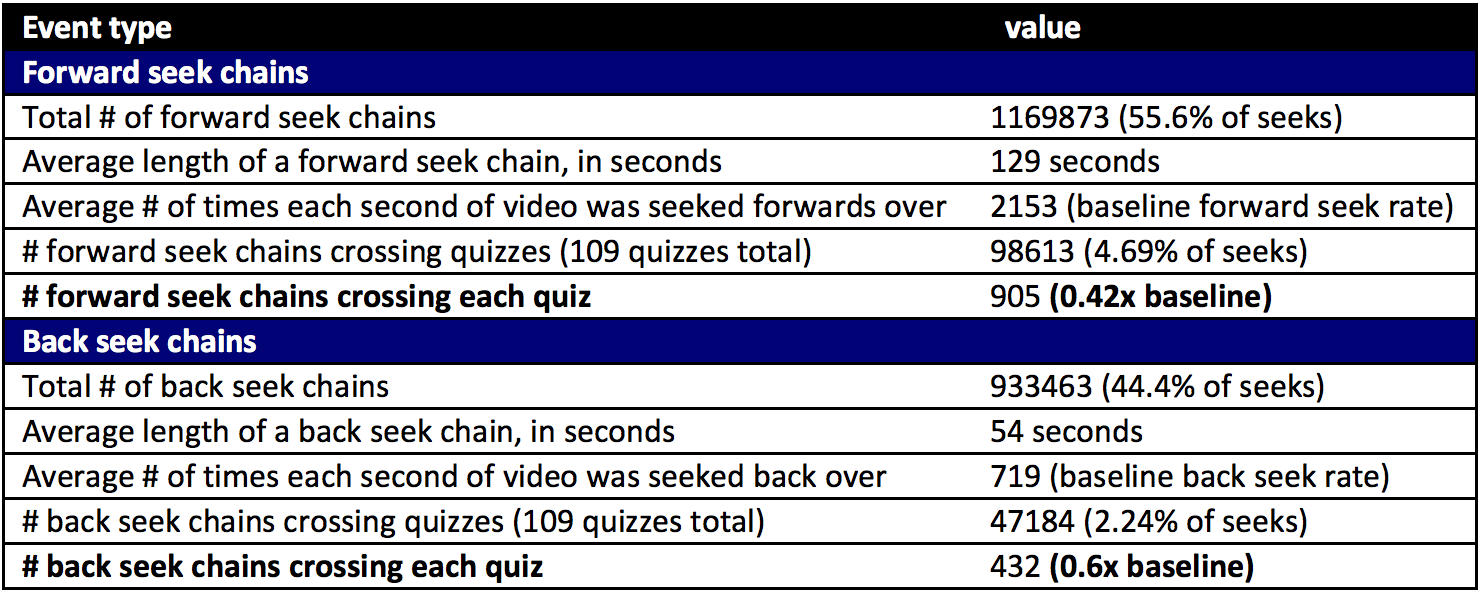 Event type value
Forward seek chains
Total # of forward seek chains 1169873 (55.6% of seeks)
Average length of a forward seek chain, in seconds 129 seconds
Average # of times each second of video was seeked forwards over 2153 (baseline forward seek rate)
# forward seek chains crossing quizzes (109 quizzes total) 98613 (4.69% of seeks)
# forward seek chains crossing each quiz 905 (0.42x baseline)
Back seek chains
Total # of back seek chains 933463 (44.4% of seeks)
Average length of a back seek chain, in seconds 54 seconds
Average # of times each second of video was seeked back over 719 (baseline back seek rate)
# back seek chains crossing quizzes (109 quizzes total) 47184 (2.24% of seeks)
# back seek chains crossing each quiz 432 (0.6x baseline)